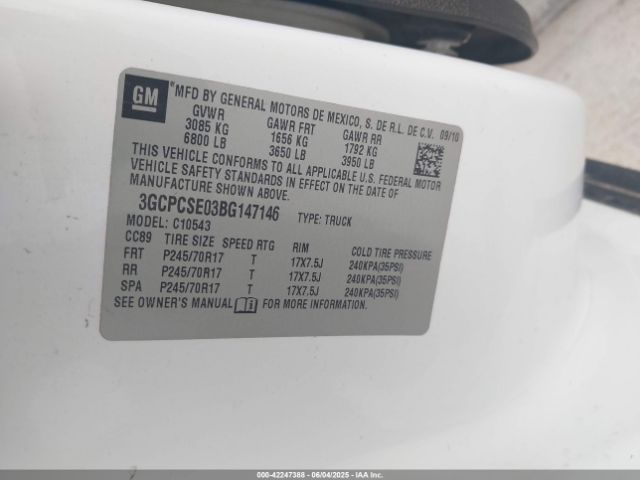 GM
*MFD BY GENERAL MOTORS DE MEXICO, S. DE R.L. DE C.V. 09/10
GVWR GAWR FRT GAWR RR
3085 KG 1656 KG 1792 KG
6800 LB 3650 LB 3950 LB
THIS VEHICLE CONFORMS TO ALL APPLICABLE U.S. FEDERAL MOTOR
VEHICLE SAFETY STANDARDS IN EFFECT ON THE DATE OF
MANUFACTURE SHOWN ABOVE.
3GCPCSE03BG147146 TYPE: TRUCK
MODEL: C10543
CC89 TIRE SIZE SPEED RTG RIM COLD TIRE PRESSURE
FRT P245/70R17 T 17X7.5J 240KPA(35PSI)
RR P245/70R17 T 17X7.5J 240KPA(35PSI)
SPA P245/70R17 T 17X7.5J 240KPA(35PSI)
SEE OWNER'S MANUAL FOR MORE INFORMATION.
000-42247388 - 06/04/2025 - IAA Inc.